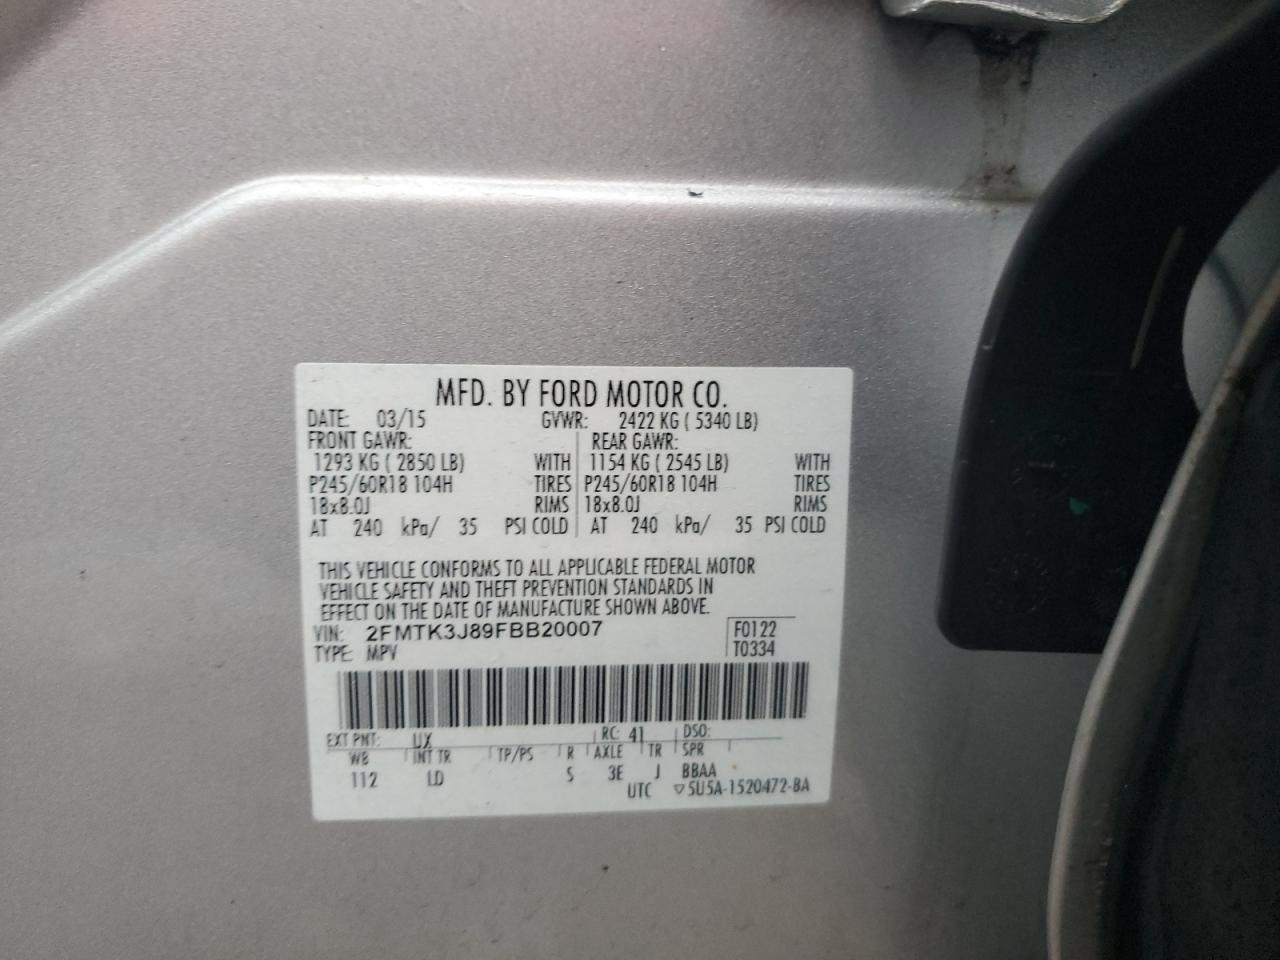 MFD. BY FORD MOTOR CO.
DATE: 03/15 GVWR: 2422 KG ( 5340 LB)
FRONT GAWR: REAR GAWR:
1293 KG ( 2850 LB) WITH 1154 KG ( 2545 LB) WITH
P245/60R18 104H TIRES P245/60R18 104H TIRES
18x8.0J RIMS 18x8.0J RIMS
AT 240 kPa/ 35 PSI COLD AT 240 kPa/ 35 PSI COLD
THIS VEHICLE CONFORMS TO ALL APPLICABLE FEDERAL MOTOR
VEHICLE SAFETY AND THEFT PREVENTION STANDARDS IN
EFFECT ON THE DATE OF MANUFACTURE SHOWN ABOVE.
VIN: 2FMTK3J89FBB20007 F0122
TYPE: MPV T0334
EXT PNT: UX RC: 41 DSO:
WB INT TR TP/PS R AXLE TR SPR
112 LD S 3E J BBAA
UTC ▽5U5A-1520472-BA